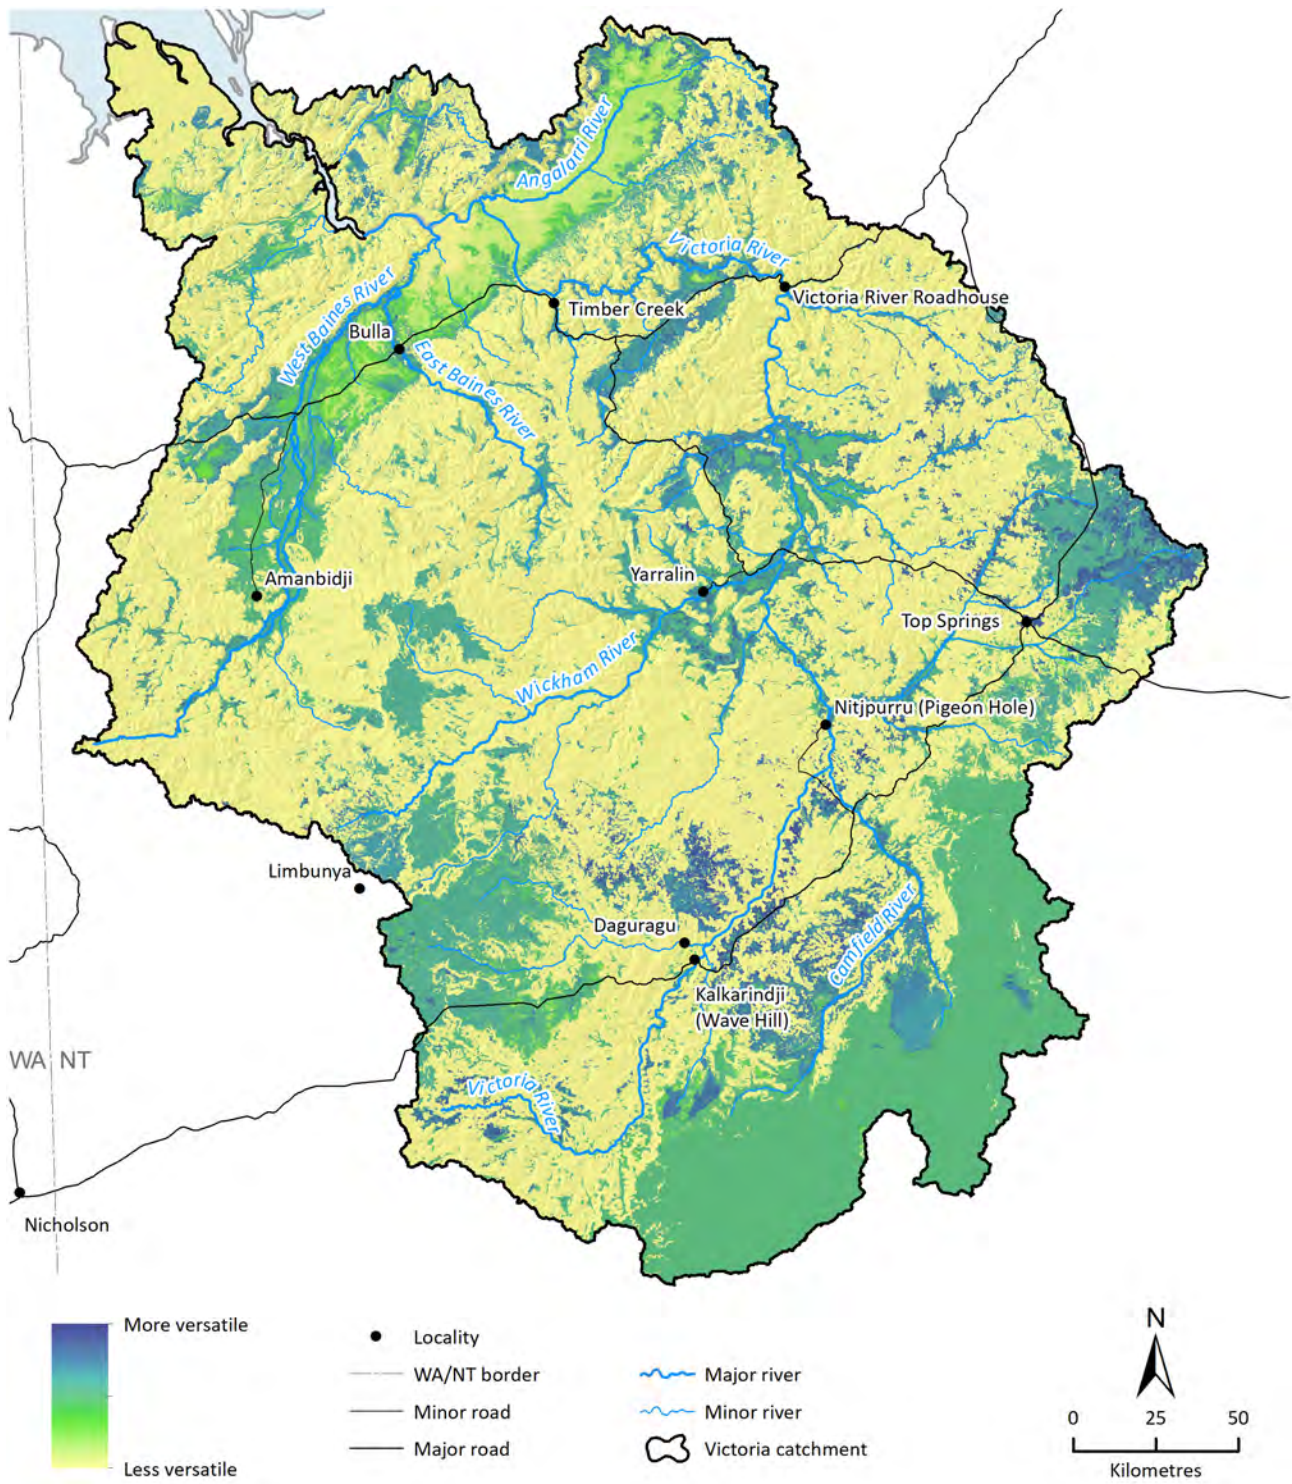 Angalarri River
Victoria River
Victoria River Roadhouse
Timber Creek
West Baines River
Bulla
East Baines River
Amanbidji
Yarralin
Top Springs
Wickham River
Nitjpurru (Pigeon Hole)
Limbunya
Daguragu
Camfield River
Kalkarindji
(Wave Hill)
WA NT
Victoria River
Nicholson
More versatile
Less versatile
Locality
WA/NT border
Minor road
Major road
Major river
Minor river
Victoria catchment
N
0 25 50
Kilometres